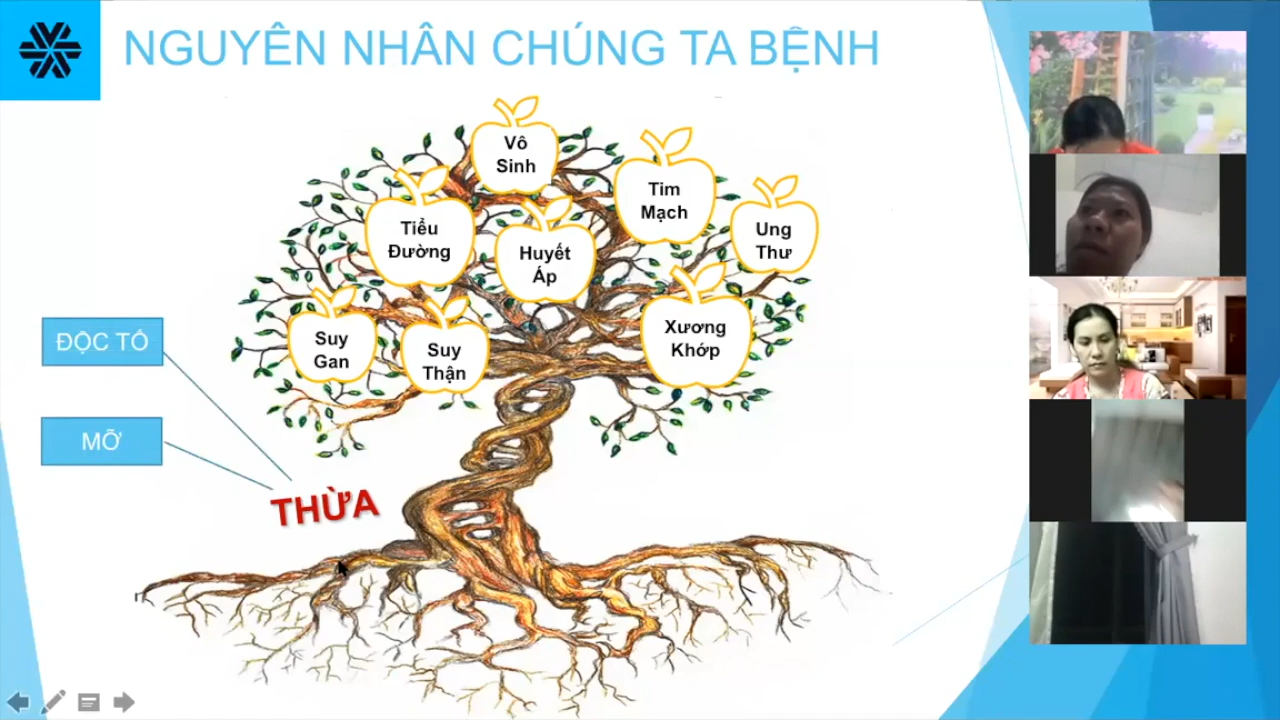 NGUYÊN NHÂN CHÚNG TA BỆNH
Vô
Sinh
Tim
Mạch
Tiểu
Đường
Huyết
Áp
Ung
Thư
Suy
Gan
Suy
Thận
Xương
Khớp
ĐỘC TỐ
MỠ
THỪA